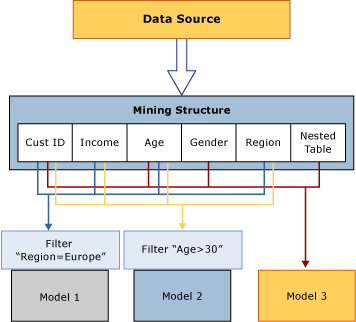 Data Source
Mining Structure
Cust ID
Income
Age
Gender
Region
Nested
Table
Filter
“Region=Europe”
Filter “Age>30”
Model 1
Model 2
Model 3